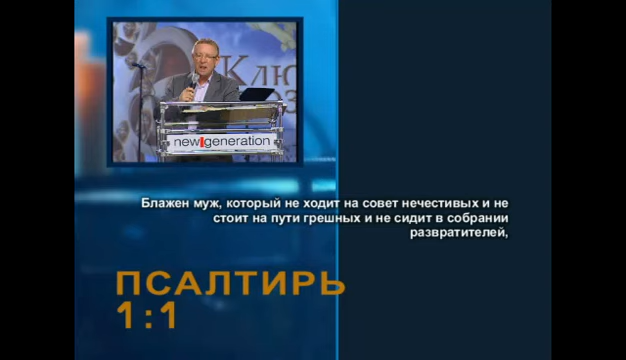 Клю
new generation
Блажен муж, который не ходит на совет нечестивых и не
стоит на пути грешных и не сидит в собрании
развратителей,
ПСАЛТИРЬ
1:1